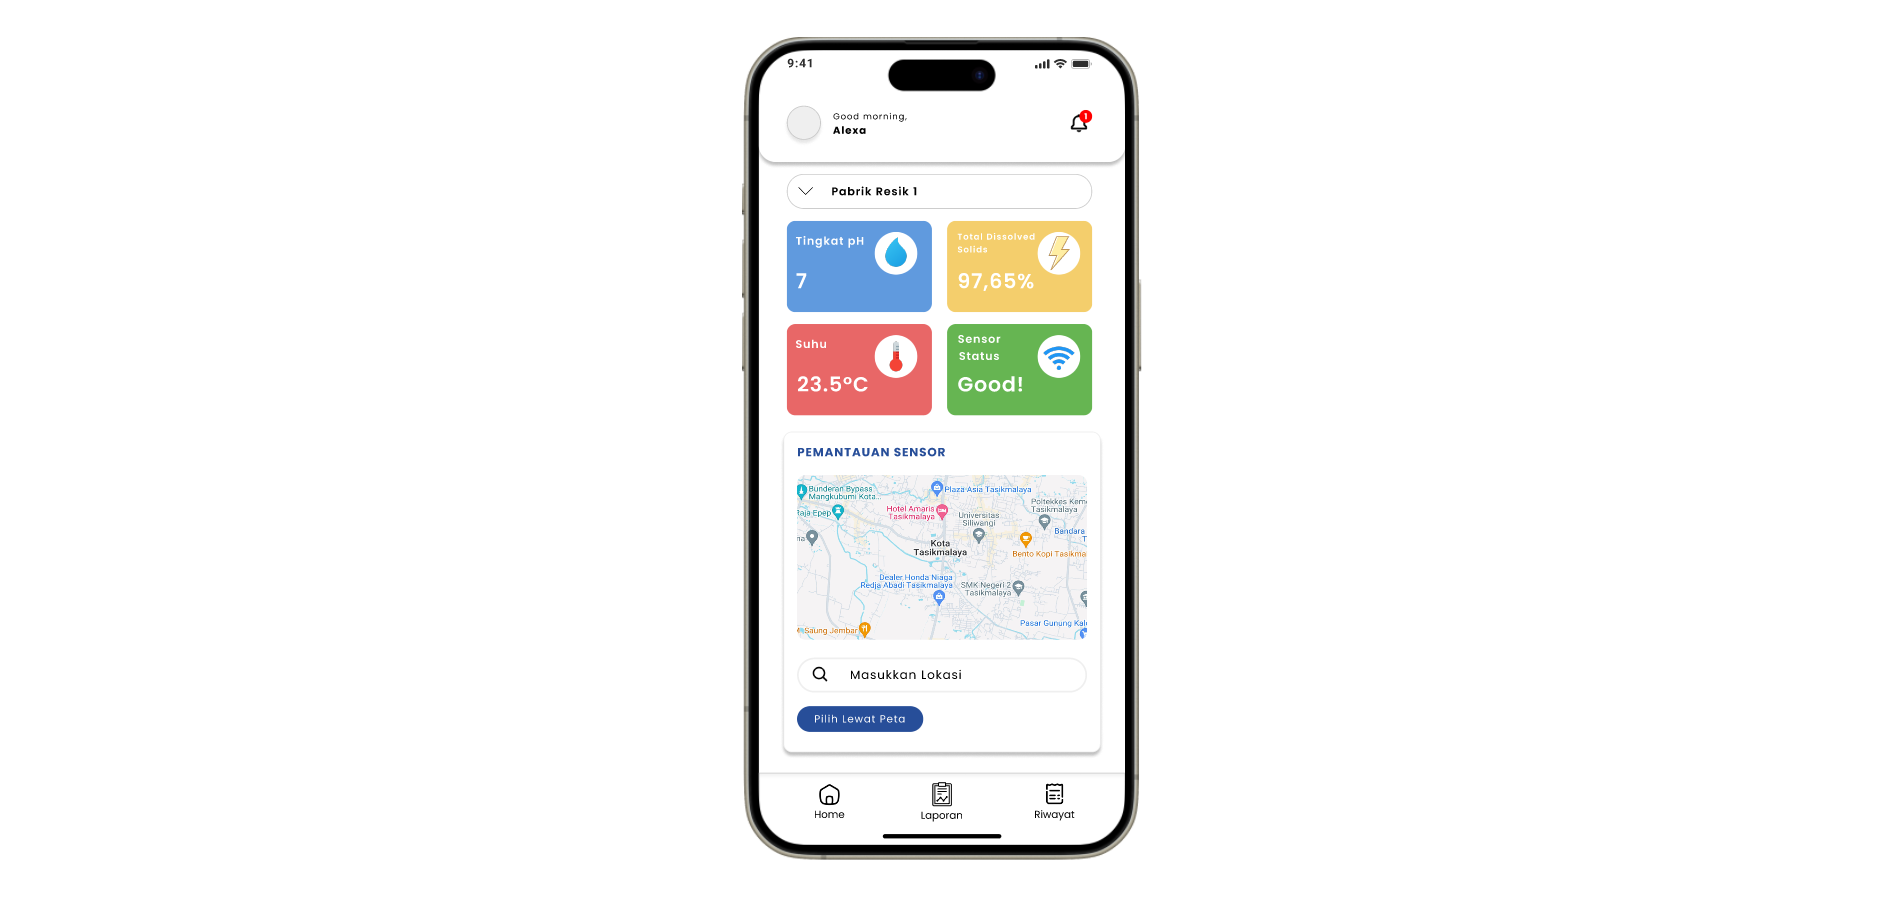 9:41
Good morning,
Alexa
1
Pabrik Resik 1
Tingkat pH
7
Total Dissolved
Solids
97,65%
Suhu
23.5°C
Sensor
Status
Good!
PEMANTAUAN SENSOR
Bunderan Bypass
Mangkubumi Kota...
Plaza Asia Tasikmalaya
Raja Epep
Hotel Amaris
Tasikmalaya
Universitas
Siliwangi
Poltekkes Kem
Tasikmalaya
Bandara
T
na
Kota
Tasikmalaya
Bento Kopi Tasikma
Dealer Honda Niaga
Redja Abadi Tasikmalaya
SMK Negeri 2
Tasikmalaya
Saung Jembar
Pasar Gunung Kal
Masukkan Lokasi
Pilih Lewat Peta
Home
Laporan
Riwayat